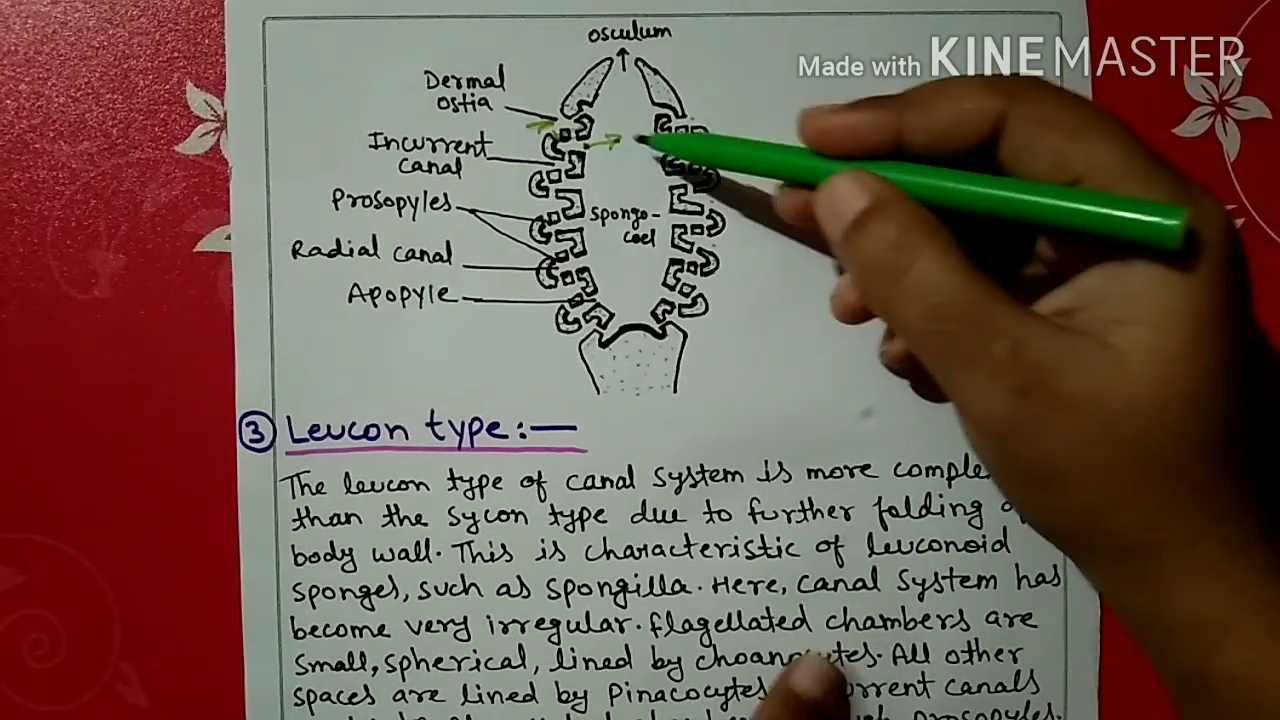 Made with KINEMASTER
osculum
Dermal
ostia
Incurrent
canal
Prosopyles
Radial canal
Apopyle
spongo-
coel
③ Leucon type:—
The leucon type of canal system is more
than the sycon type due to further folding
body wall. This is characteristic of leuconoid
sponges, such as spongilla. Here, canal system has
become very irregular. flagellated chambers are
small, spherical, lined by choanocytes. All other
spaces are lined by Pinacocytes. canals
prosopyles.